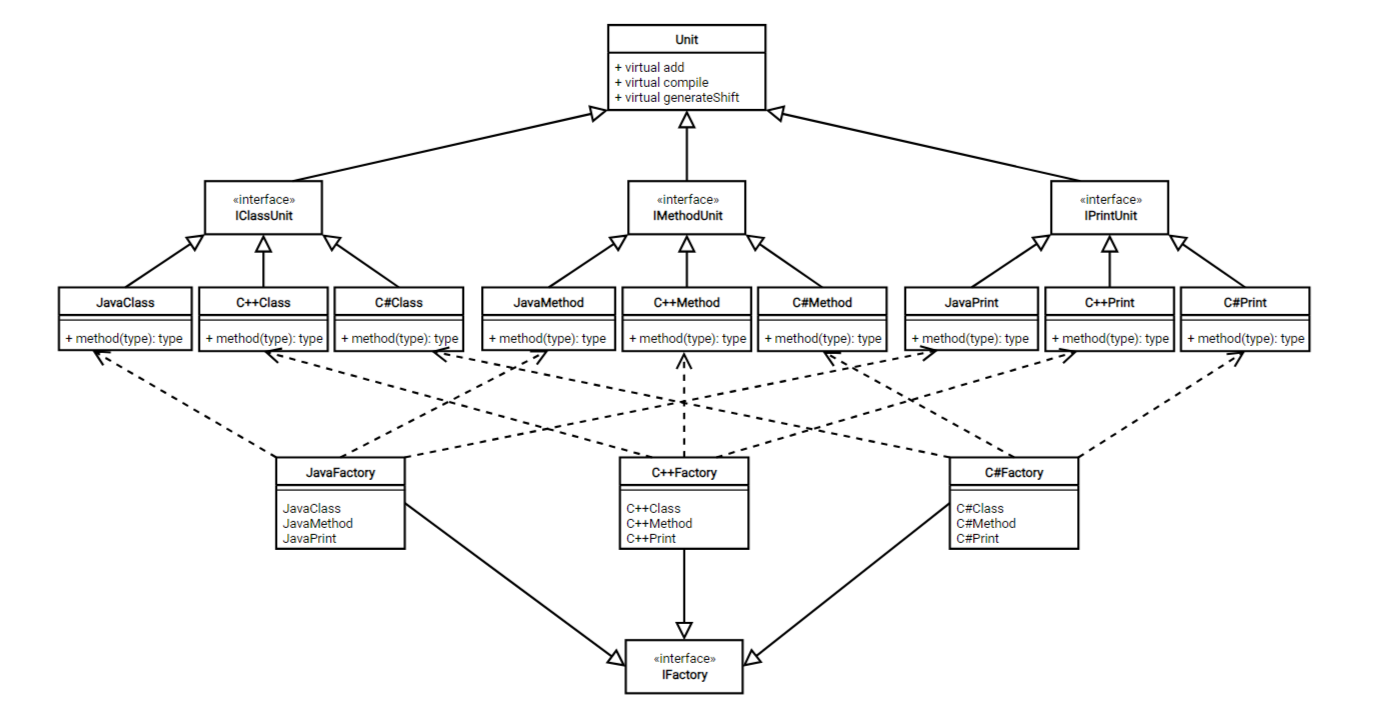 Unit
+ virtual add
+ virtual compile
+ virtual generateShift
«interface»
IClassUnit
«interface»
IMethodUnit
«interface»
IPrintUnit
JavaClass
+ method(type): type
C++Class
+ method(type): type
C#Class
+ method(type): type
JavaMethod
+ method(type): type
C++Method
+ method(type): type
C#Method
+ method(type): type
JavaPrint
+ method(type): type
C++Print
+ method(type): type
C#Print
+ method(type): type
JavaFactory
JavaClass
JavaMethod
JavaPrint
C++Factory
C++Class
C++Method
C++Print
C#Factory
C#Class
C#Method
C#Print
«interface»
IFactory